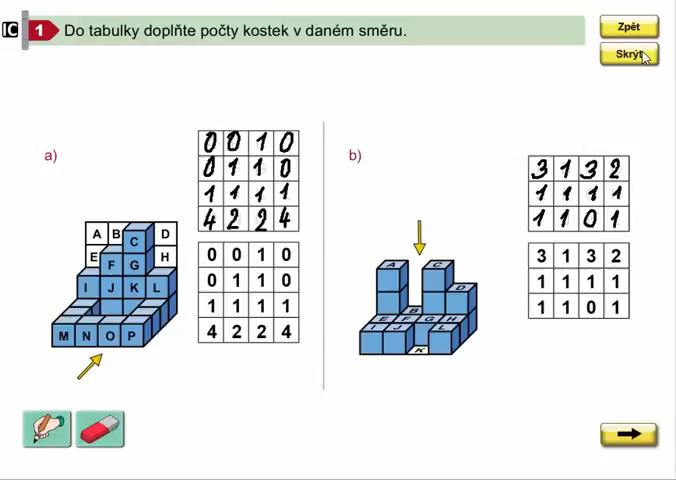 1 Do tabulky doplňte počty kostek v daném směru.
Zpět
Skrýt
a)
0 0 1 0
0 1 1 0
1 1 1 1
4 2 2 4
0 0 1 0
0 1 1 0
1 1 1 1
4 2 2 4
A B C D
E F G H
I J K L
M N O P
b)
3 1 3 2
1 1 1 1
1 1 0 1
3 1 3 2
1 1 1 1
1 1 0 1
A C
D
B
E F G H
I J L
K